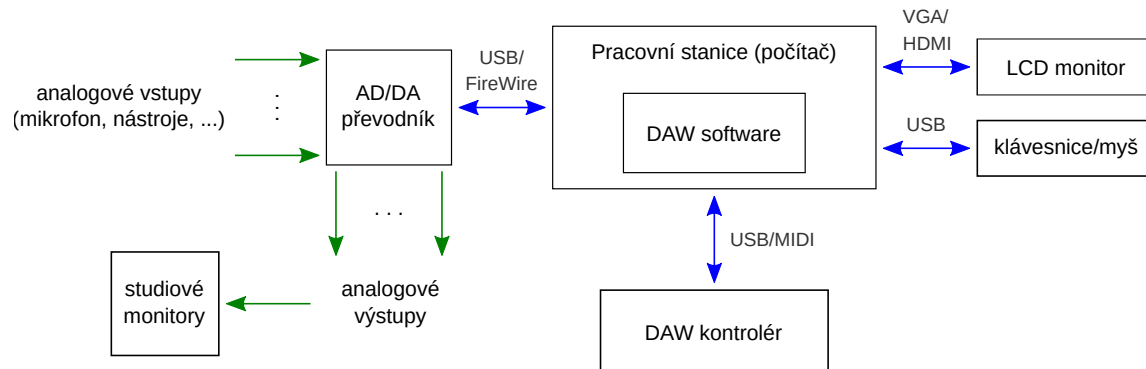 analogové vstupy
(mikrofon, nástroje, ...)
AD/DA
převodník
USB/
FireWire
Pracovní stanice (počítač)
DAW software
VGA/
HDMI
LCD monitor
USB
klávesnice/myš
. . .
USB/MIDI
studiové
monitory
analogové
výstupy
DAW kontrolér